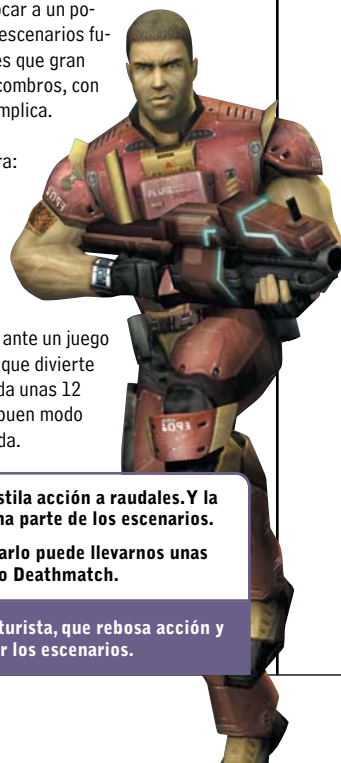 ocar a un po-
escenarios fu-
es que gran
combros, con
mplica.
ra:
ante un juego
que divierte
da unas 12
buen modo
da.
stila acción a raudales. Y la
na parte de los escenarios.
arlo puede llevarnos unas
o Deathmatch.
turista, que rebosa acción y
r los escenarios.